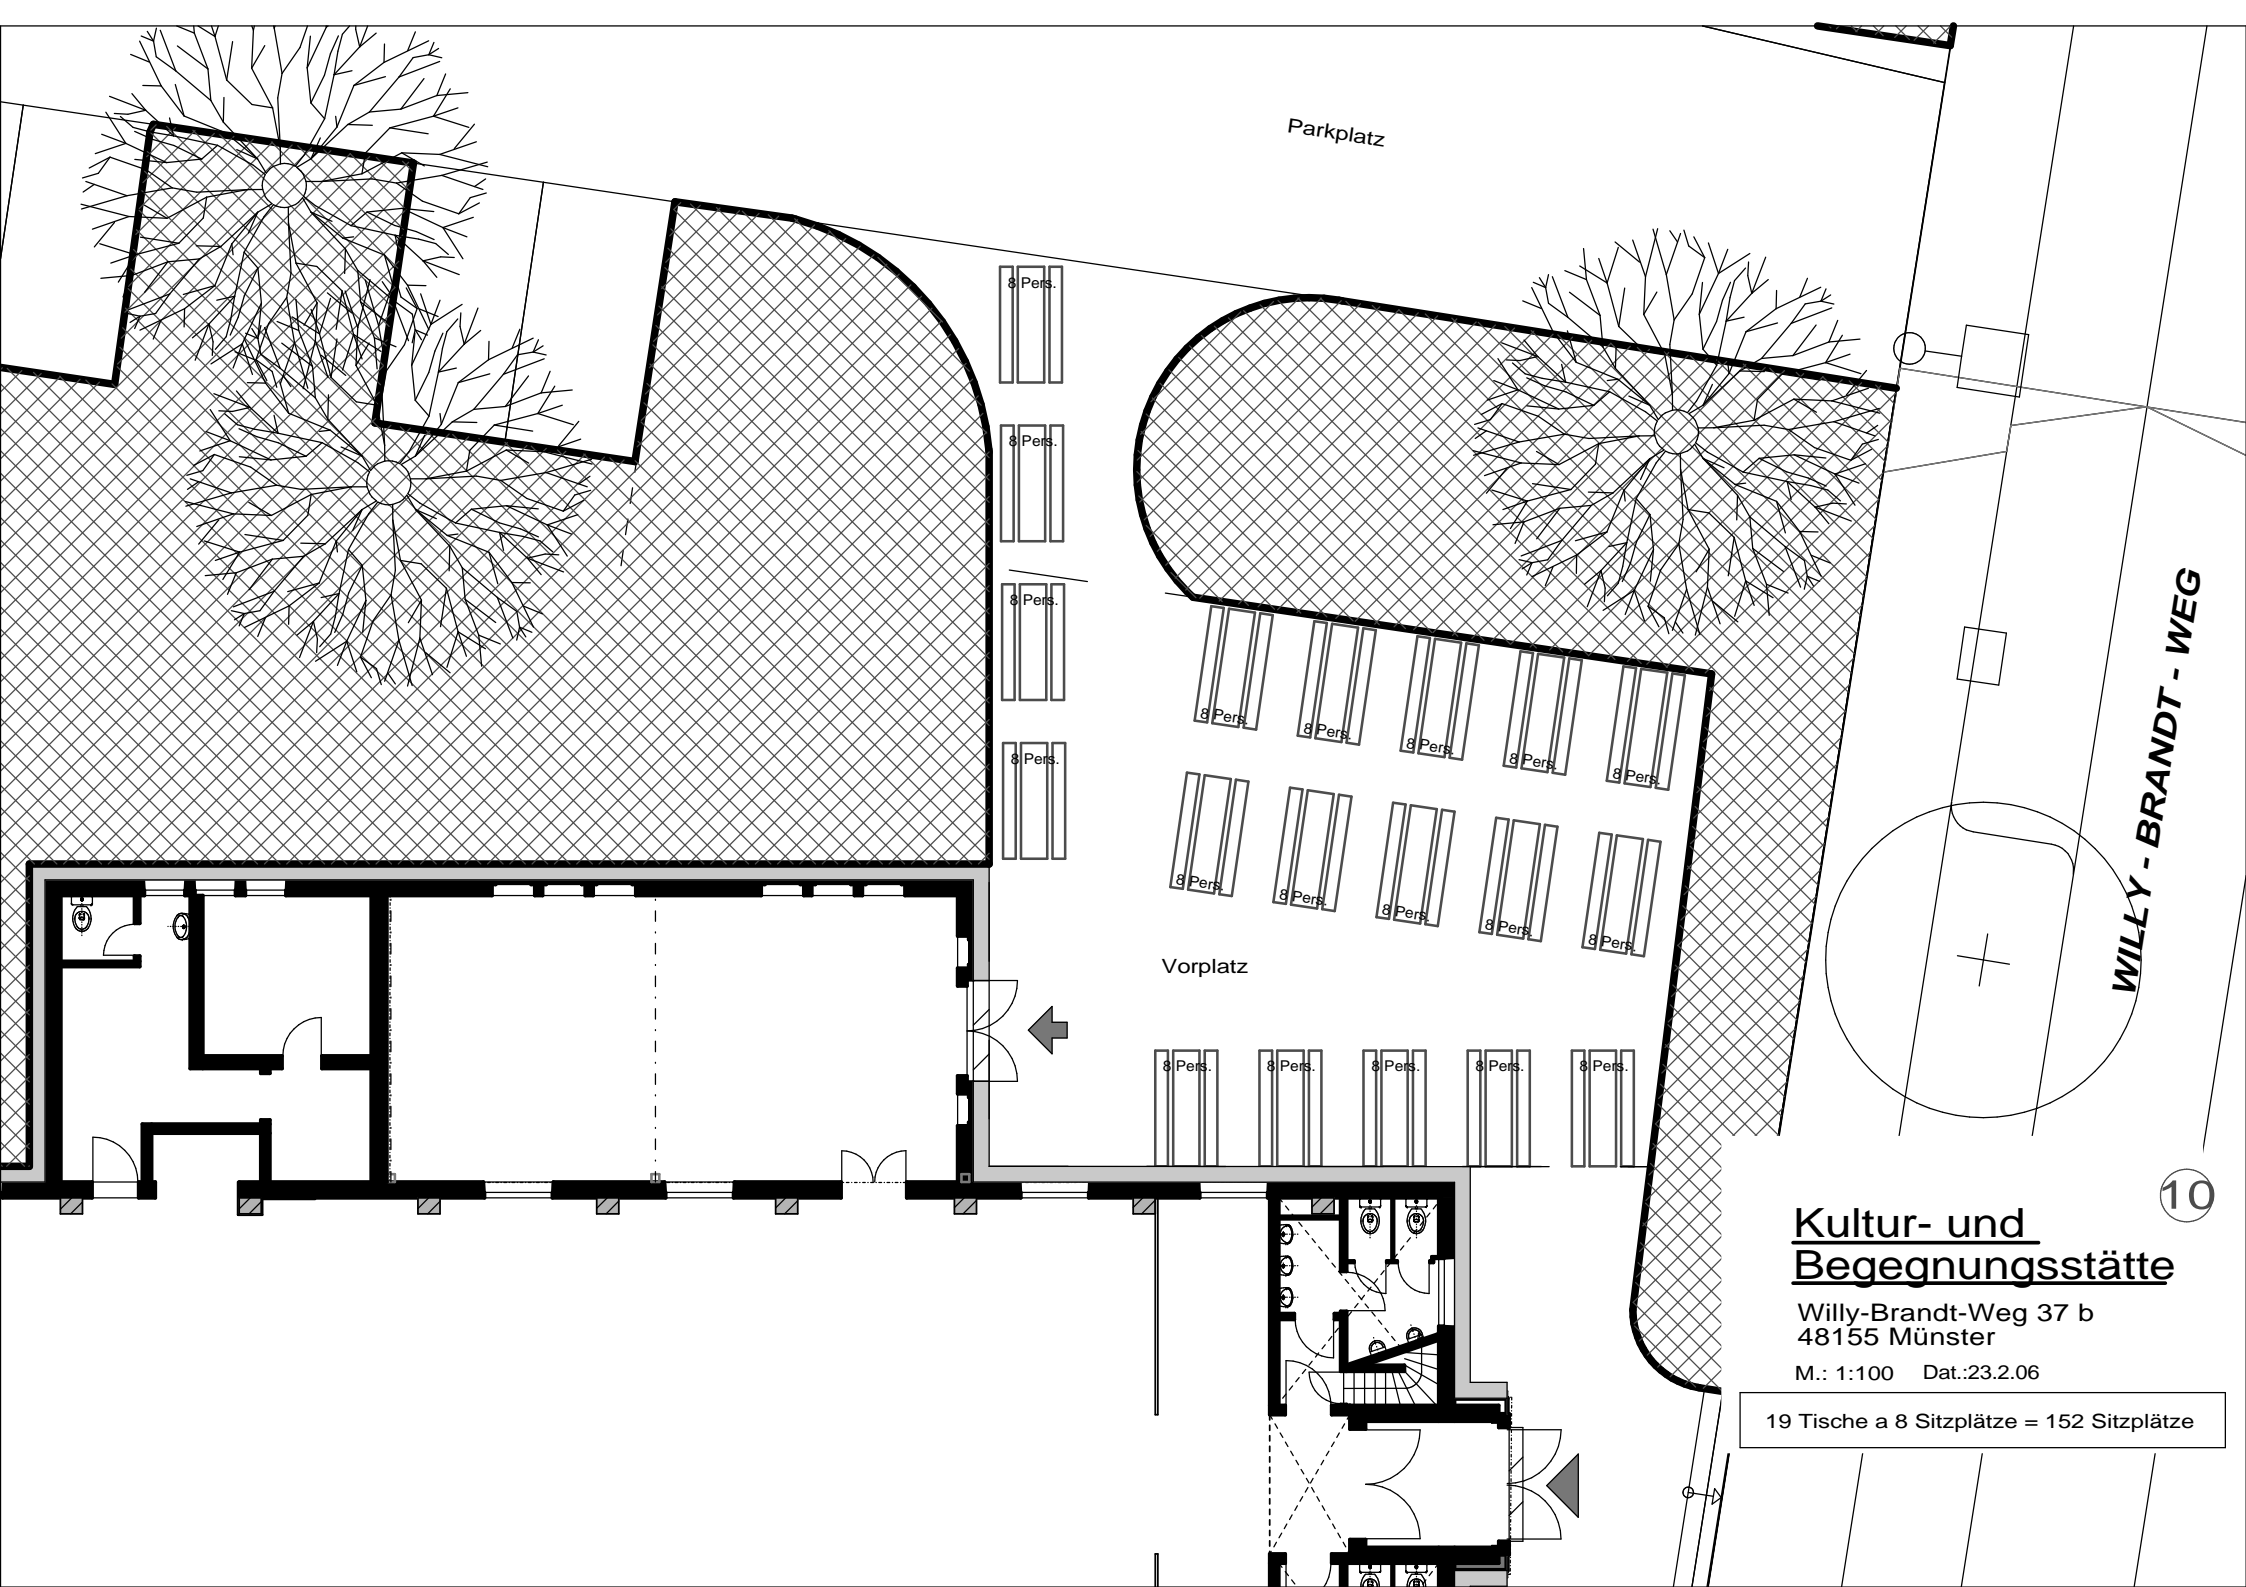 Parkplatz
8 Pers.
8 Pers.
8 Pers.
8 Pers.
8 Pers.
8 Pers.
8 Pers.
8 Pers.
8 Pers.
8 Pers.
8 Pers.
8 Pers.
8 Pers.
8 Pers.
Vorplatz
8 Pers.
8 Pers.
8 Pers.
8 Pers.
8 Pers.
WILLY - BRANDT - WEG
10
Kultur- und
Begegnungsstätte
Willy-Brandt-Weg 37 b
48155 Münster
M.: 1:100 Dat.:23.2.06
19 Tische a 8 Sitzplätze = 152 Sitzplätze